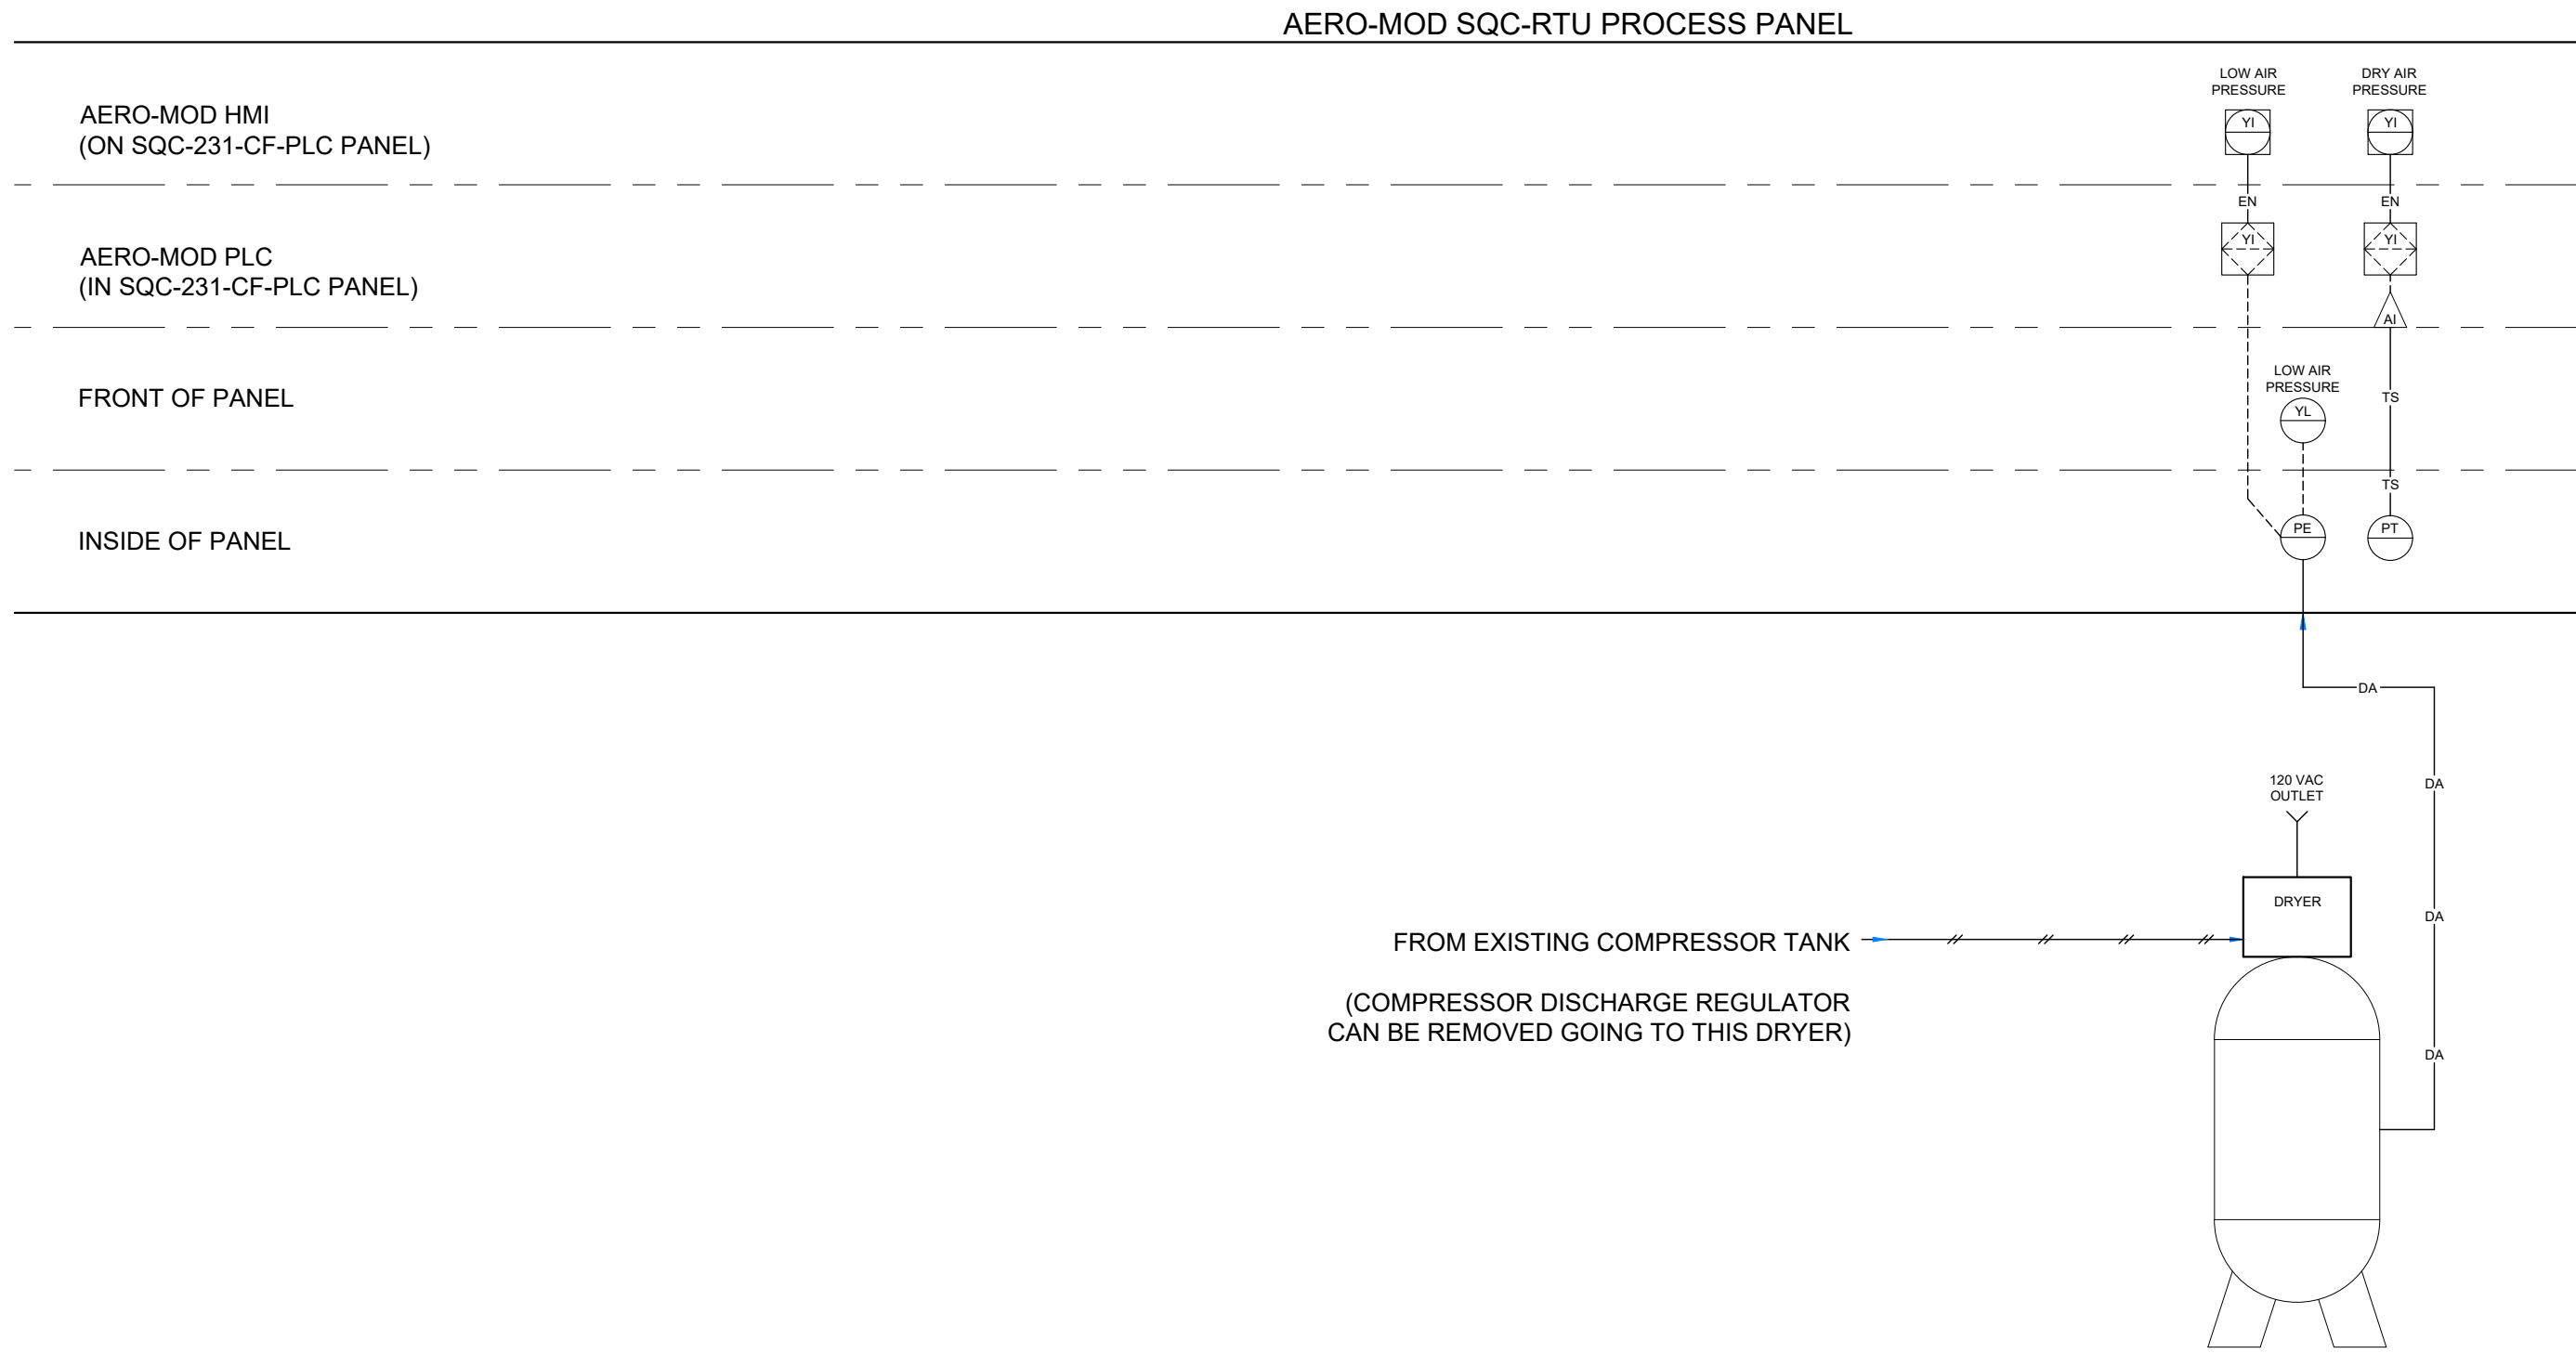 AERO-MOD SQC-RTU PROCESS PANEL
AERO-MOD HMI
(ON SQC-231-CF-PLC PANEL)
LOW AIR
PRESSURE
DRY AIR
PRESSURE
YI
YI
EN
EN
AERO-MOD PLC
(IN SQC-231-CF-PLC PANEL)
YI
YI
AI
FRONT OF PANEL
LOW AIR
PRESSURE
YL
TS
TS
INSIDE OF PANEL
PE
PT
DA
DA
120 VAC
OUTLET
DRYER
DA
FROM EXISTING COMPRESSOR TANK
(COMPRESSOR DISCHARGE REGULATOR
CAN BE REMOVED GOING TO THIS DRYER)
DA